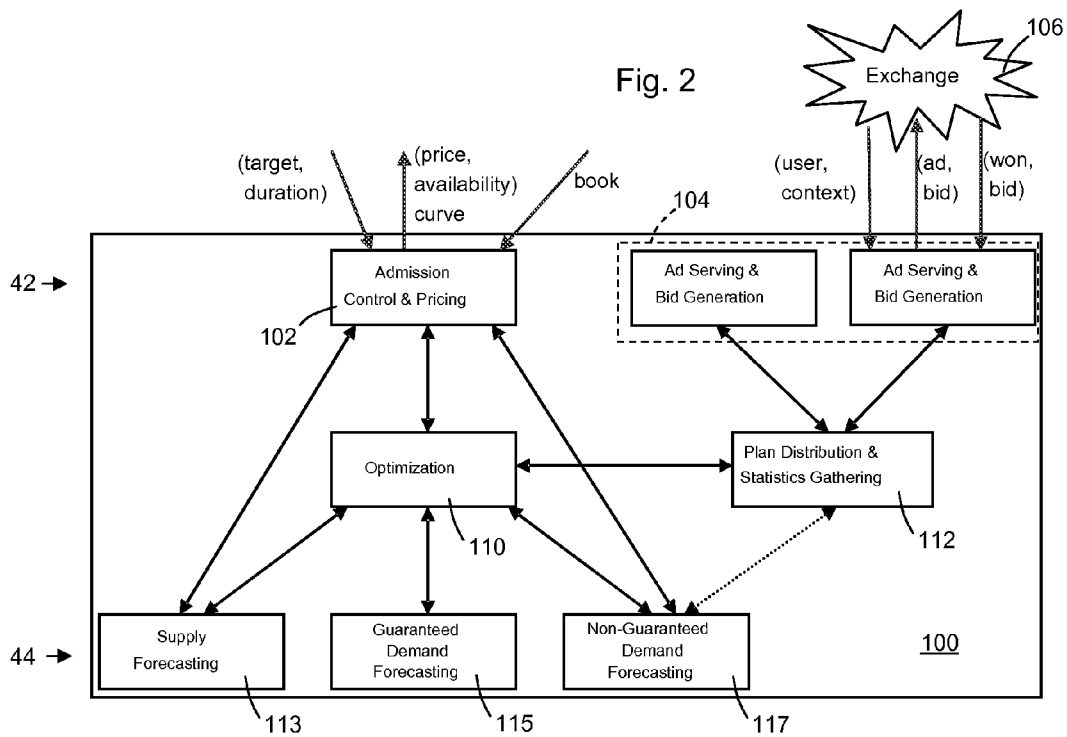 106
Exchange
Fig. 2
(target,
duration)
(price,
availability)
curve
book
(user,
context)
(ad,
bid)
(won,
bid)
104
42
Admission
Control & Pricing
102
Ad Serving &
Bid Generation
Ad Serving &
Bid Generation
Optimization
110
Plan Distribution &
Statistics Gathering
112
44
Supply
Forecasting
113
Guaranteed
Demand
Forecasting
115
Non-Guaranteed
Demand
Forecasting
117
100